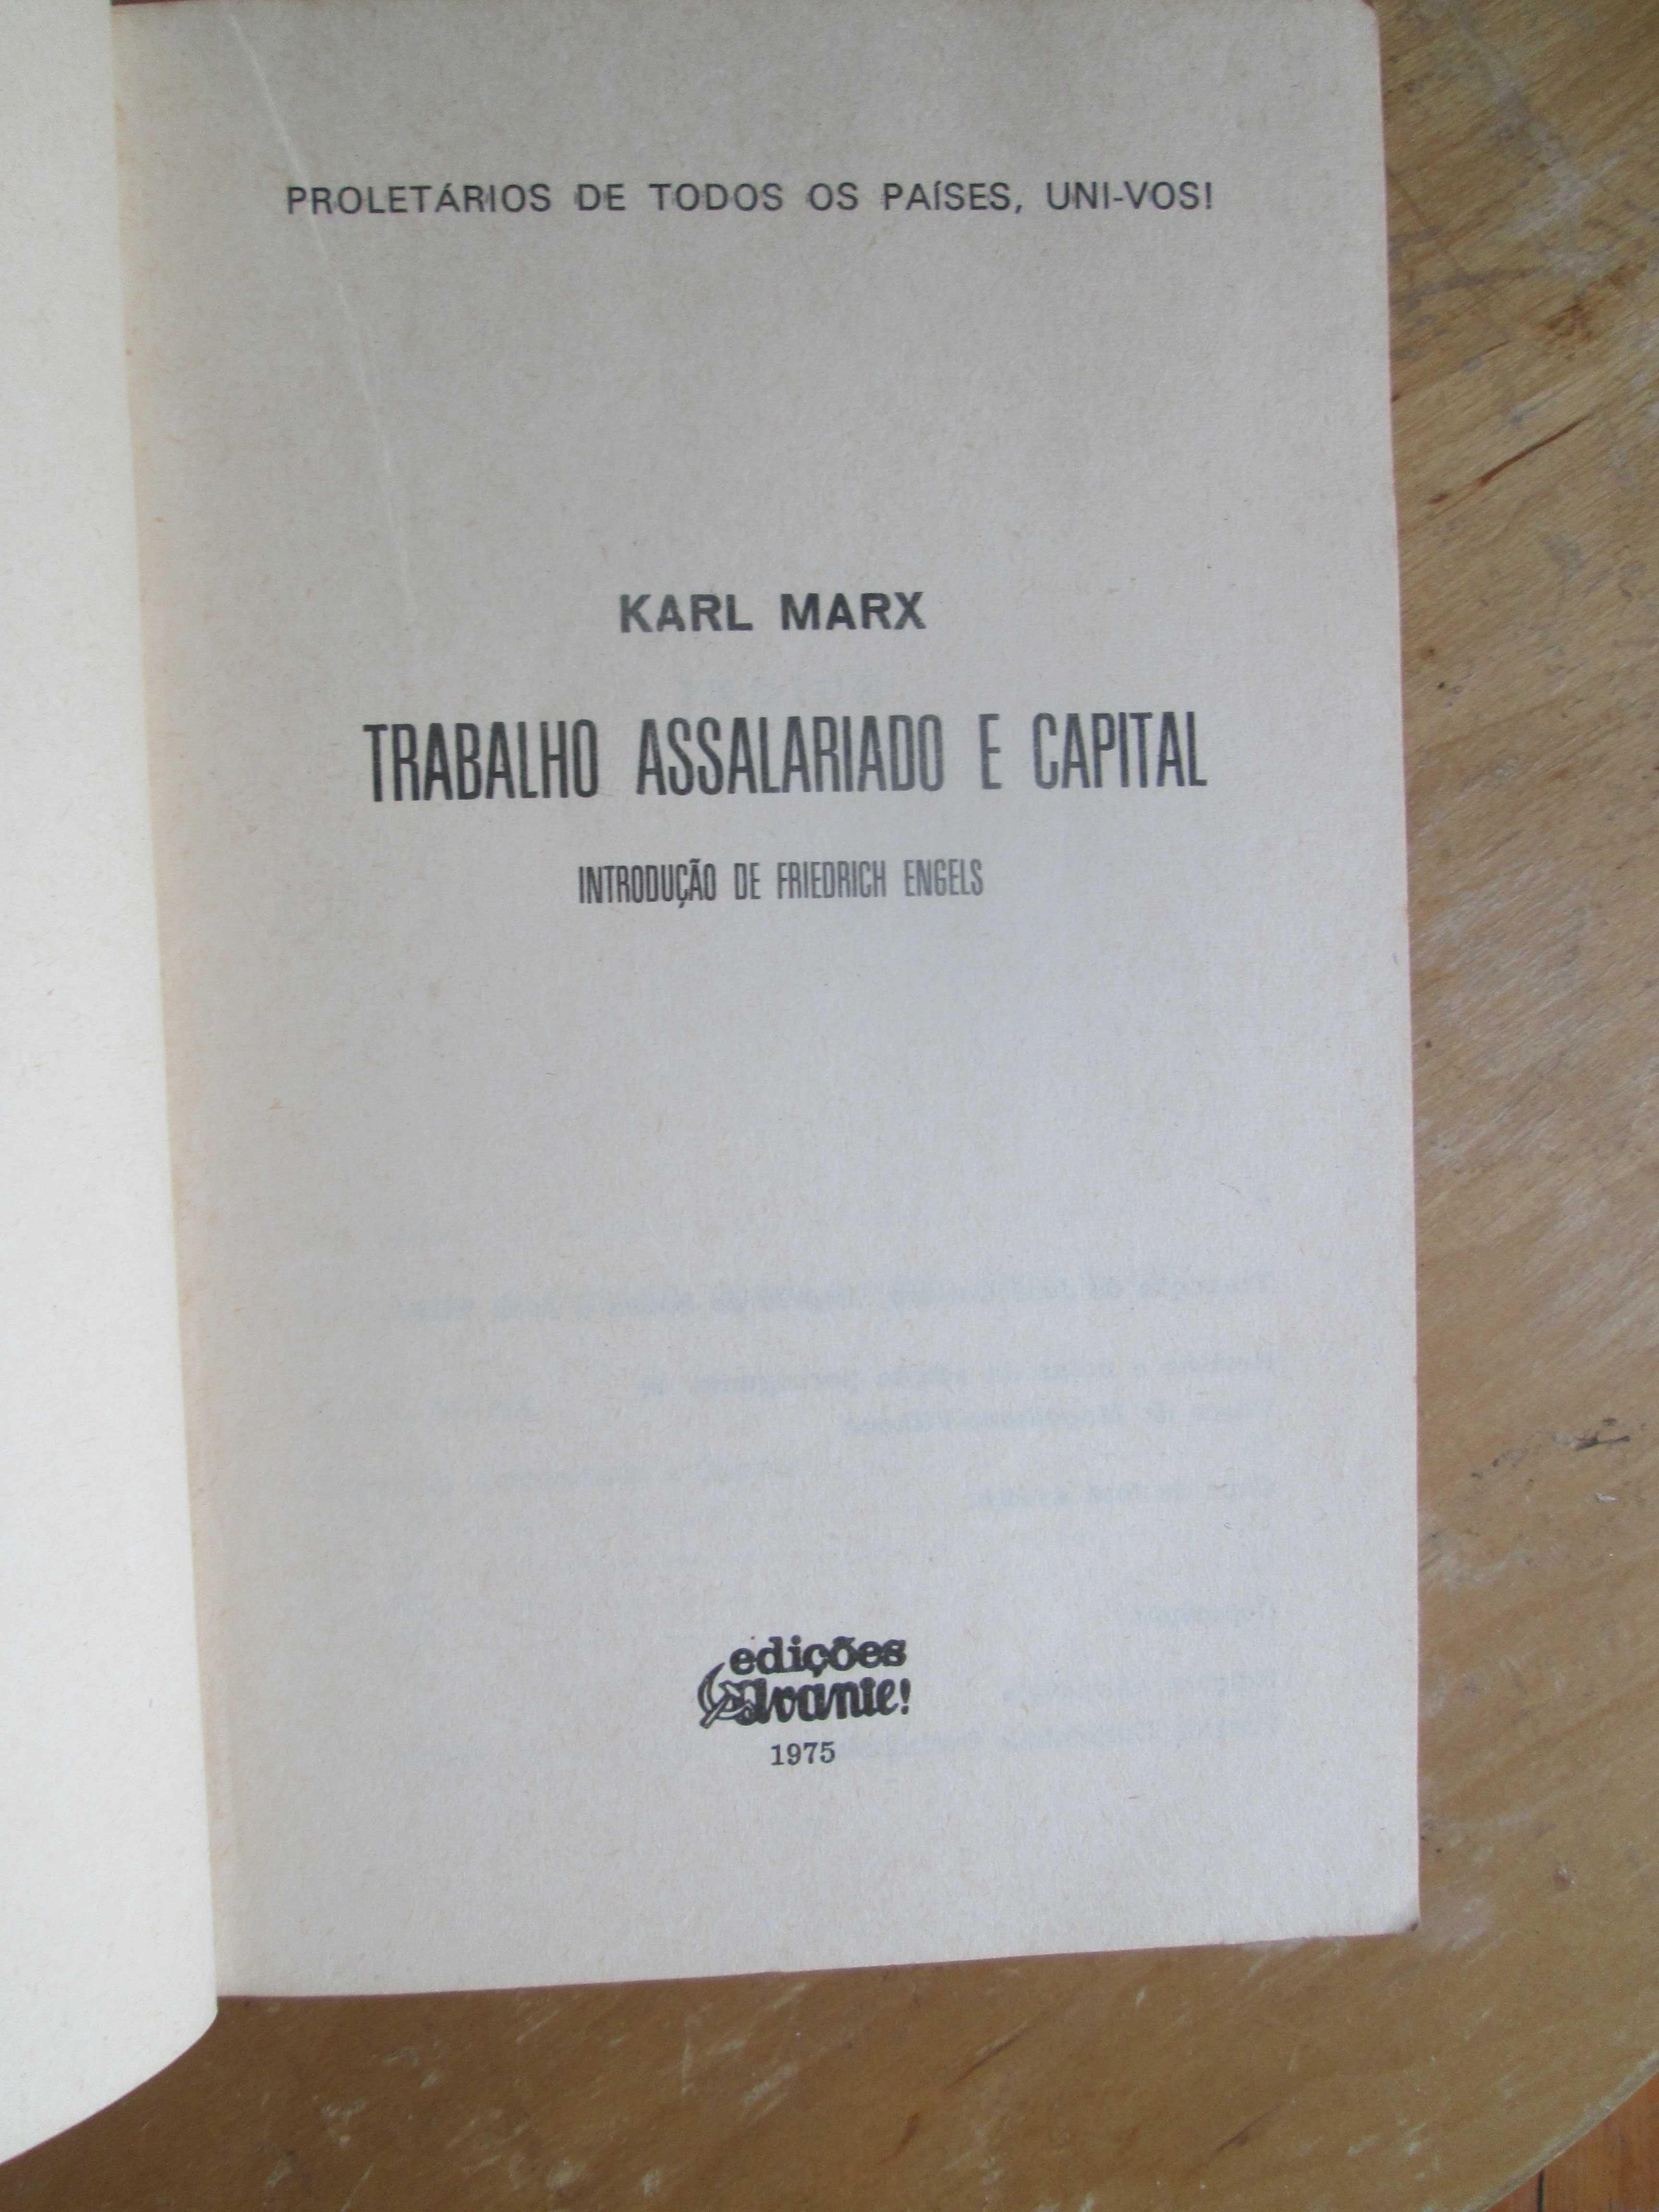 PROLETÁRIOS DE TODOS OS PAÍSES, UNI-VOS!
KARL MARX
TRABALHO ASSALARIADO E CAPITAL
INTRODUÇÃO DE FRIEDRICH ENGELS
edições
Avante!
1975